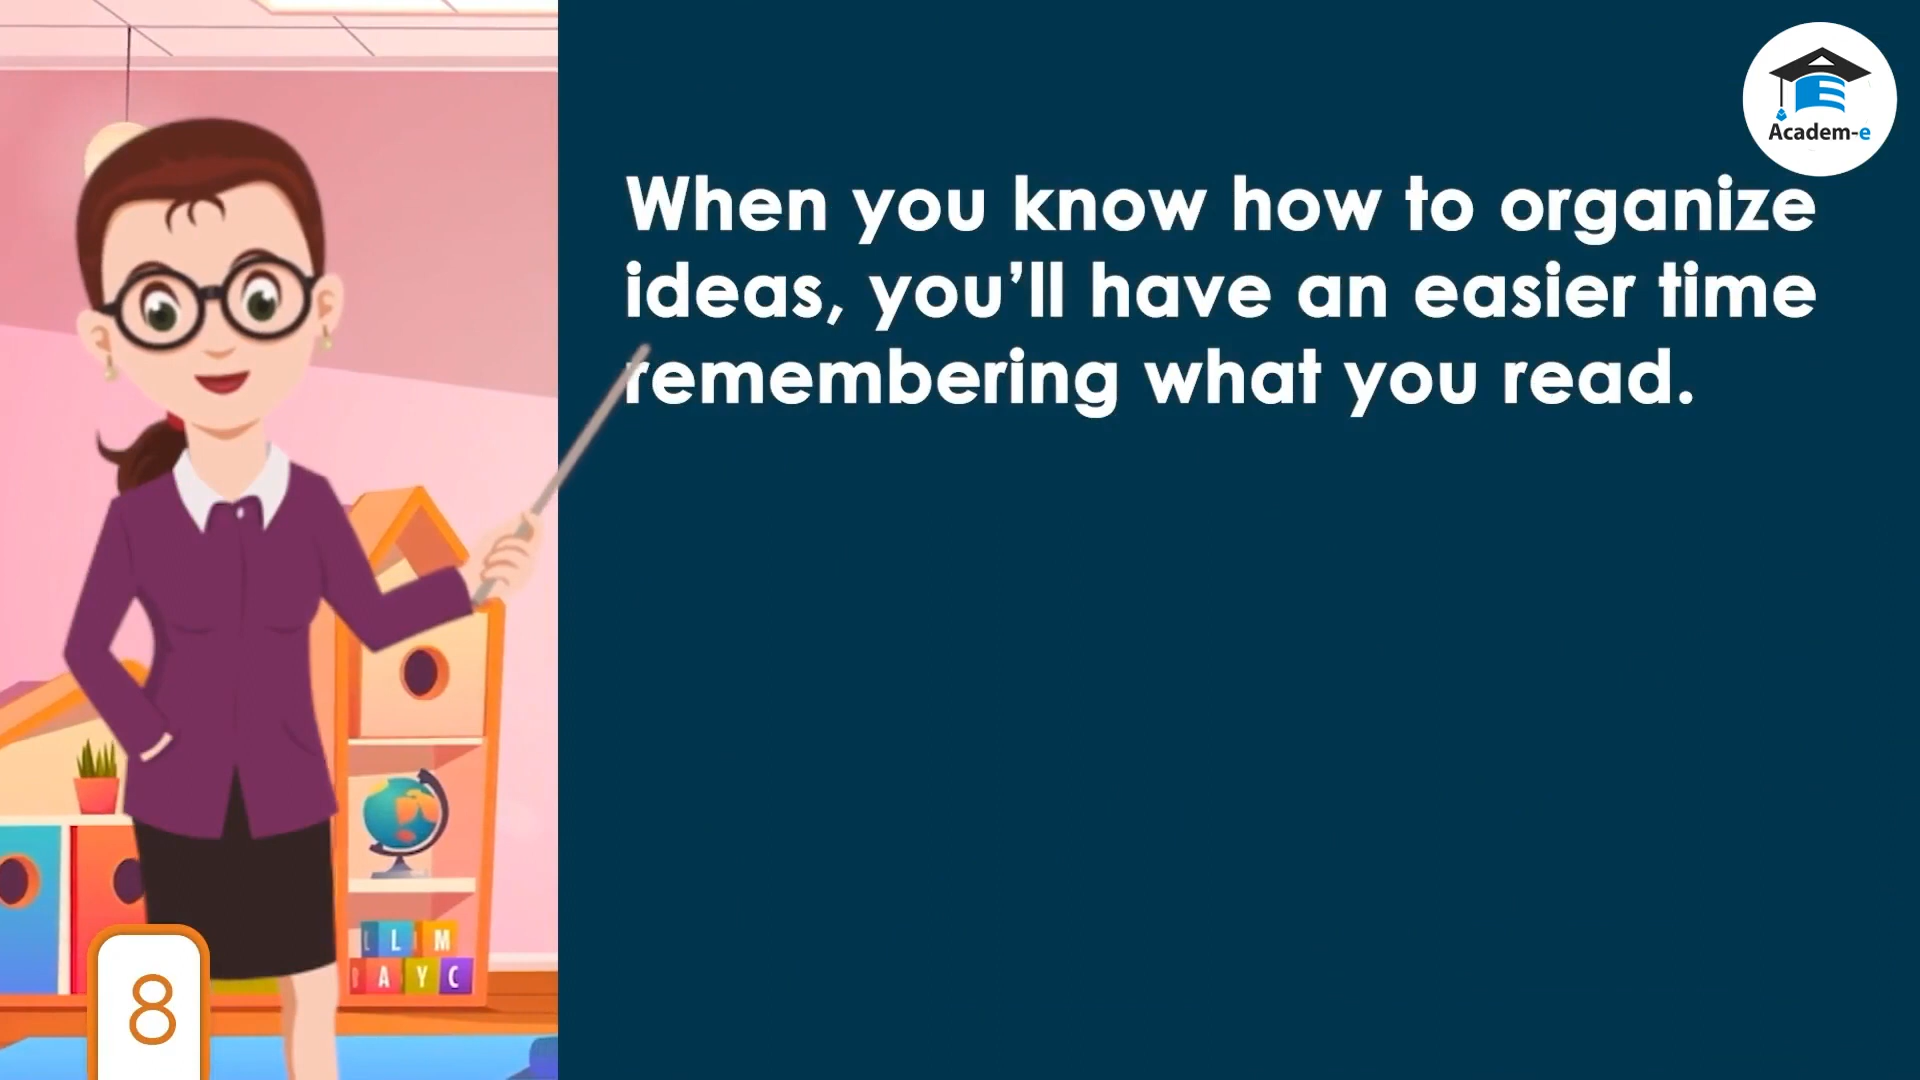 Academ-e
When you know how to organize
ideas, you’ll have an easier time
remembering what you read.
L M
A Y C
8